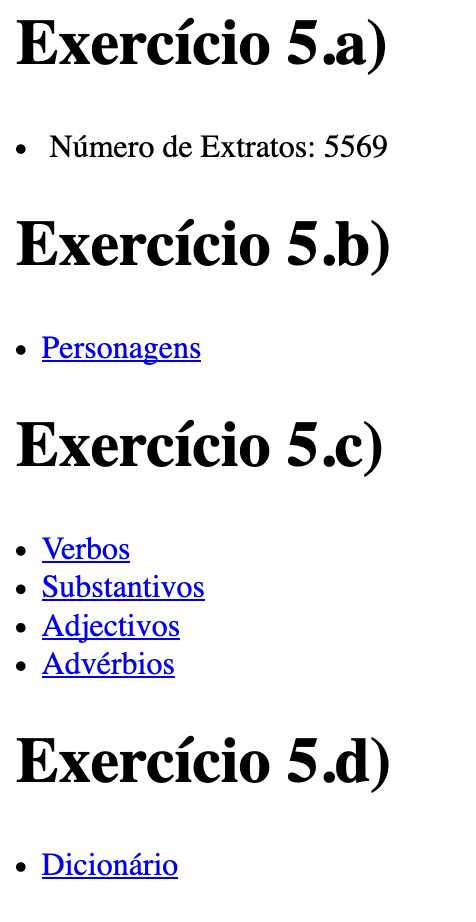 Exercício 5.a)
Número de Extratos: 5569
Exercício 5.b)
Personagens
Exercício 5.c)
Verbos
Substantivos
Adjectivos
Advérbios
Exercício 5.d)
Dicionário